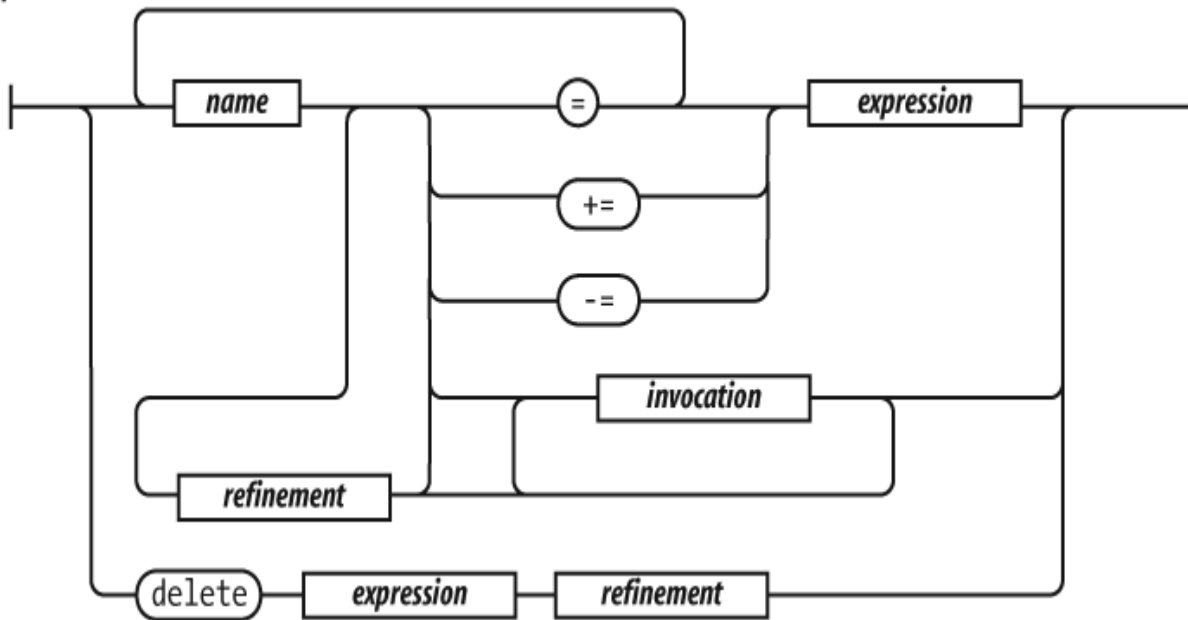 name = expression
+=
-=
invocation
refinement
delete expression refinement